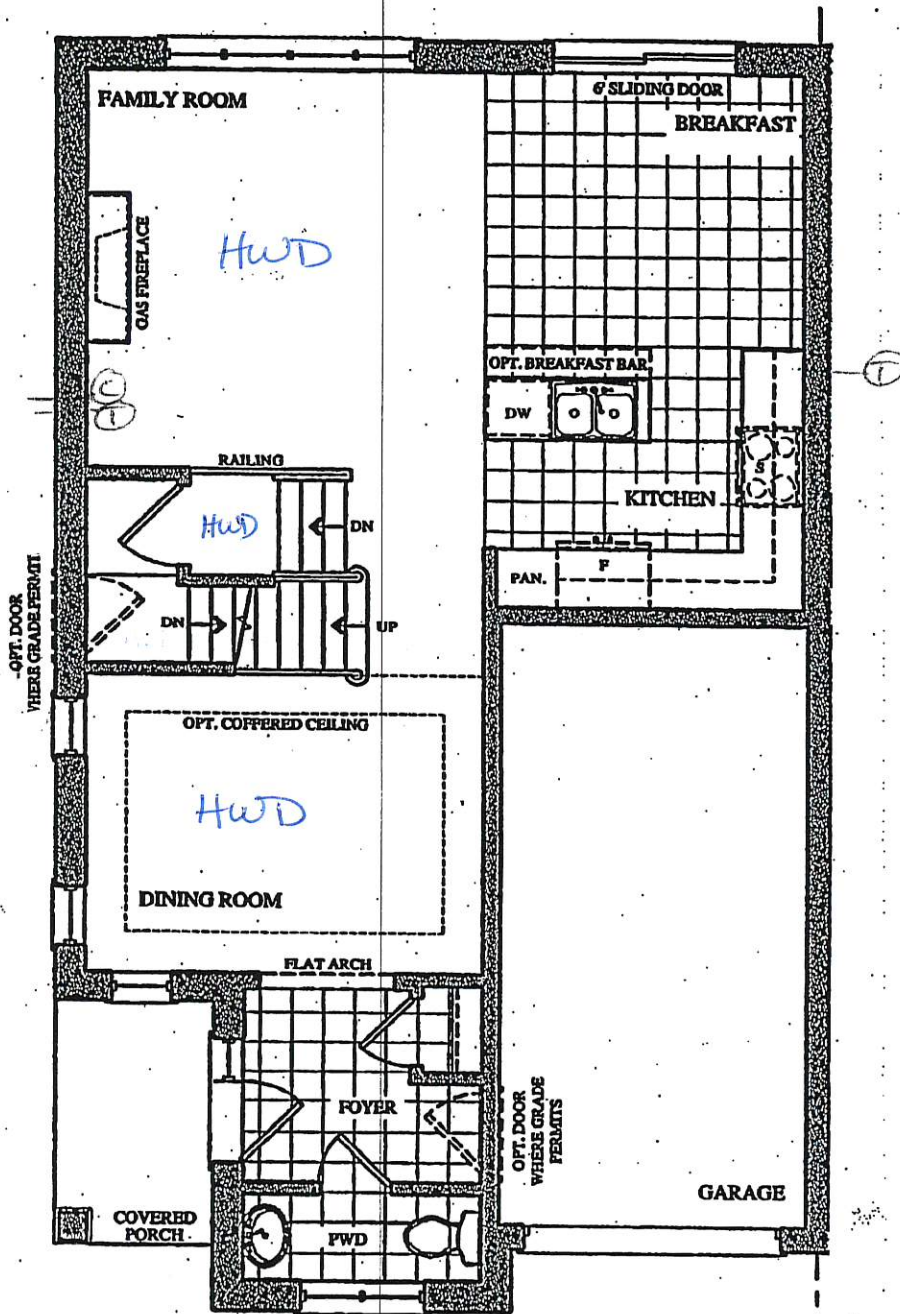 FAMILY ROOM
6' SLIDING DOOR
BREAKFAST
HWD
GAS FIREPLACE
OPT. BREAKFAST BAR
C
T
T
DW
S
RAILING
KITCHEN
HWD
DN
F
PAN.
DN
UP
-OPT. DOOR
WHERE GRADE PERMIT
OPT. COFFERED CEILING
HWD
DINING ROOM
FLAT ARCH
FOYER
OPT. DOOR
WHERE GRADE
PERMITS
GARAGE
COVERED
PORCH
PWD